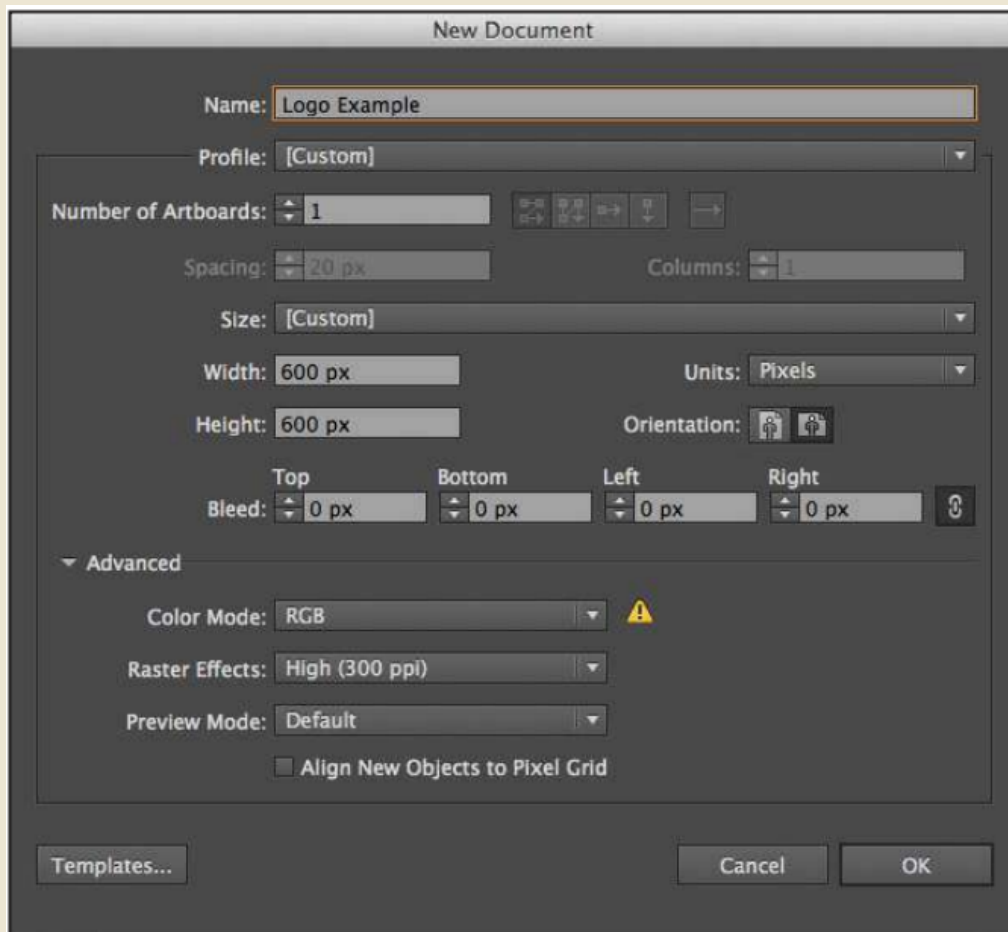 New Document
Name: Logo Example
Profile: [Custom]
Number of Artboards: 1
Spacing: 20 px Columns: 1
Size: [Custom]
Width: 600 px Units: Pixels
Height: 600 px Orientation:
Top Bottom Left Right
Bleed: 0 px 0 px 0 px 0 px
Advanced
Color Mode: RGB
Raster Effects: High (300 ppi)
Preview Mode: Default
Align New Objects to Pixel Grid
Templates... Cancel OK